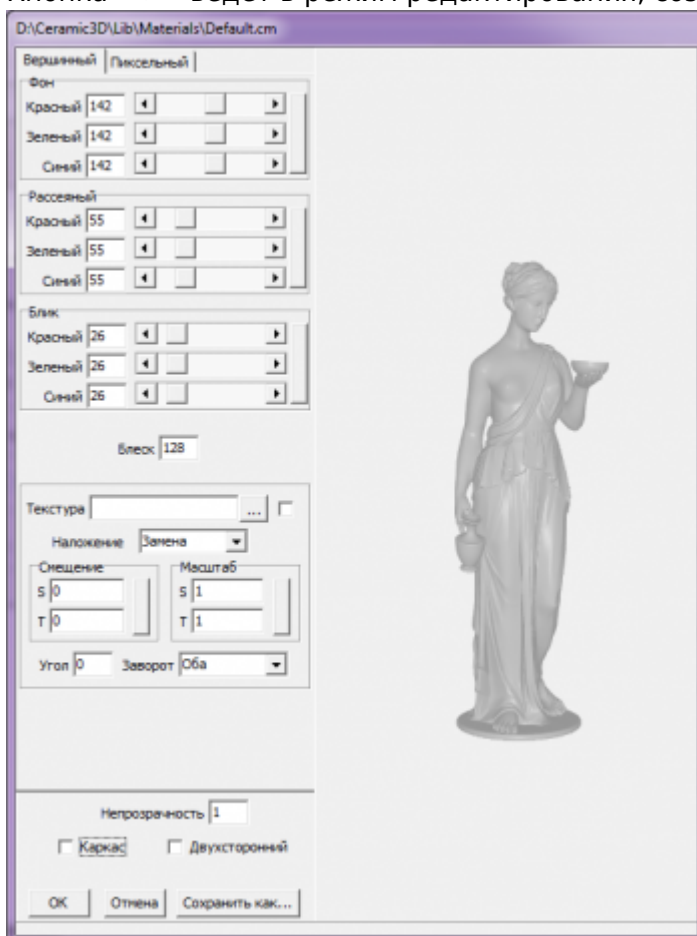 D:\Ceramic3D\Lib\Materials\Default.cm
Вершинный Пиксельный
Фон
Красный 142
Зеленый 142
Синий 142
Рассеяный
Красный 55
Зеленый 55
Синий 55
Блик
Красный 26
Зеленый 26
Синий 26
Блеск 128
Текстура ...
Наложение Замена
Смещение Масштаб
S 0 S 1
T 0 T 1
Угол 0 Заворот Оба
Непрозрачность 1
Каркас Двухсторонний
OK Отмена Сохранить как...